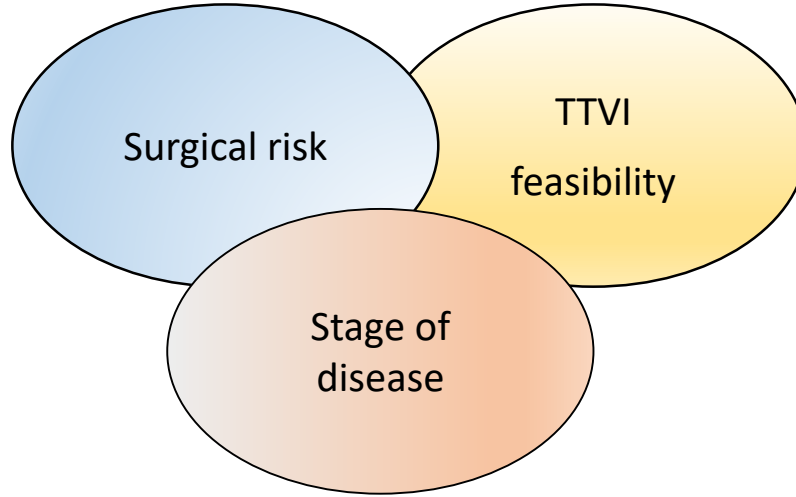 Surgical risk
TTVI
feasibility
Stage of
disease